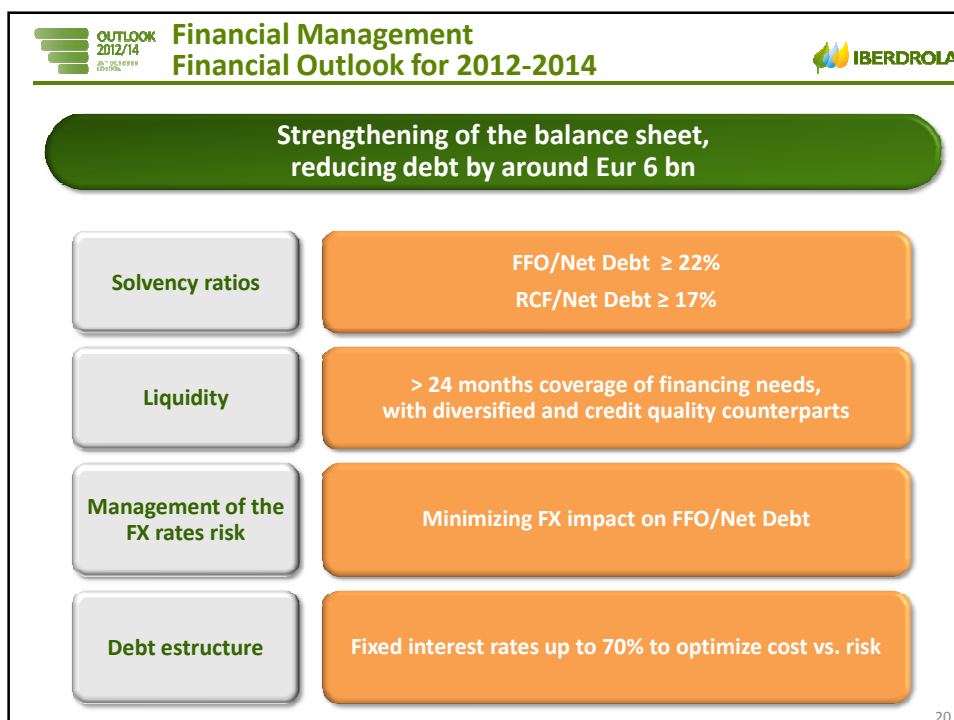 OUTLOOK
2012/14
Financial Management
Financial Outlook for 2012-2014
IBERDROLA
Strengthening of the balance sheet,
reducing debt by around Eur 6 bn
Solvency ratios
FFO/Net Debt ≥ 22%
RCF/Net Debt ≥ 17%
Liquidity
> 24 months coverage of financing needs,
with diversified and credit quality counterparts
Management of the
FX rates risk
Minimizing FX impact on FFO/Net Debt
Debt estructure
Fixed interest rates up to 70% to optimize cost vs. risk
20